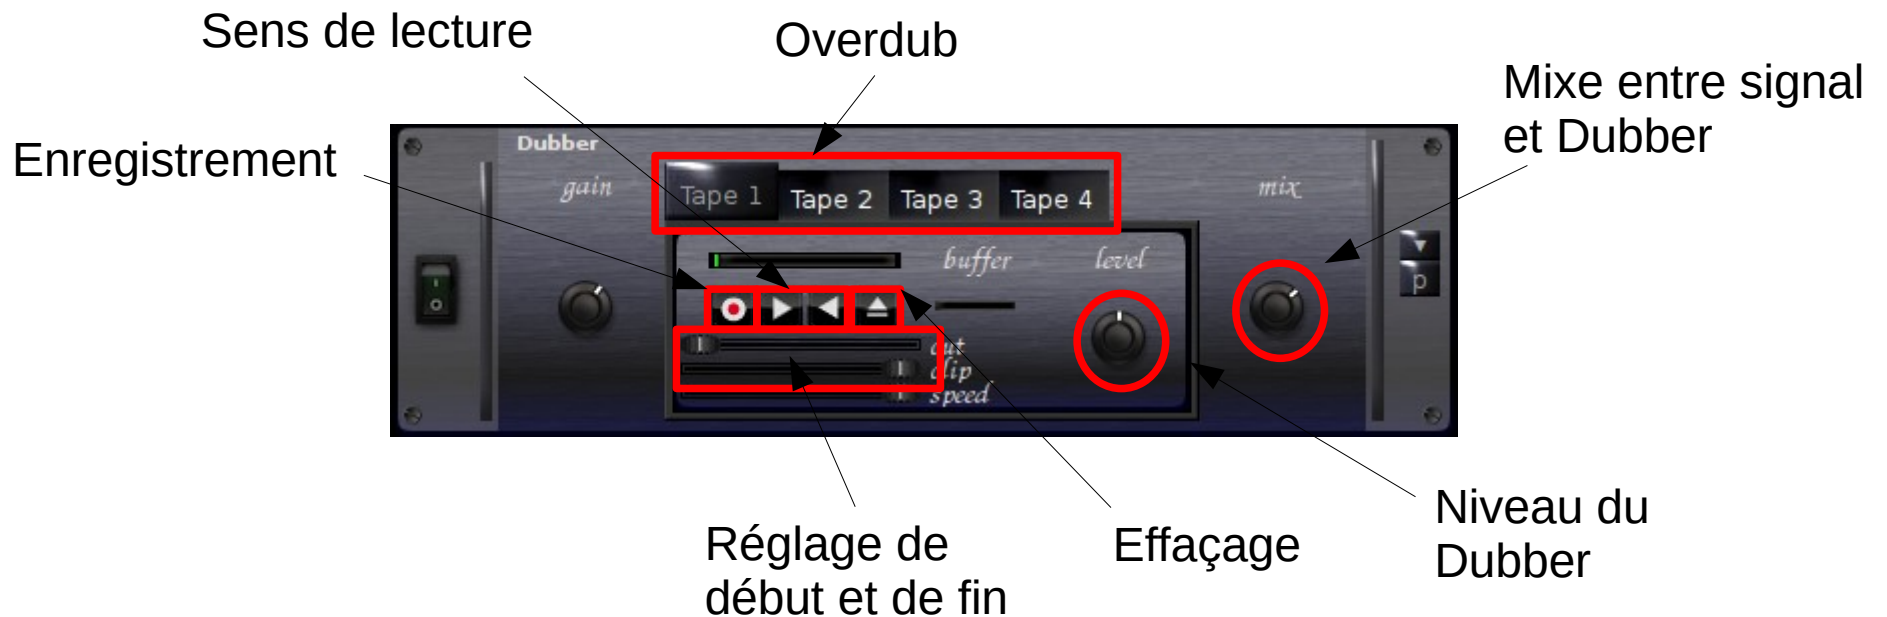 Sens de lecture
Overdub
Mixe entre signal
et Dubber
Enregistrement
Dubber
gain
Tape 1
Tape 2
Tape 3
Tape 4
mix
buffer
level
cut
clip
speed
p
Réglage de
début et de fin
Effaçage
Niveau du
Dubber